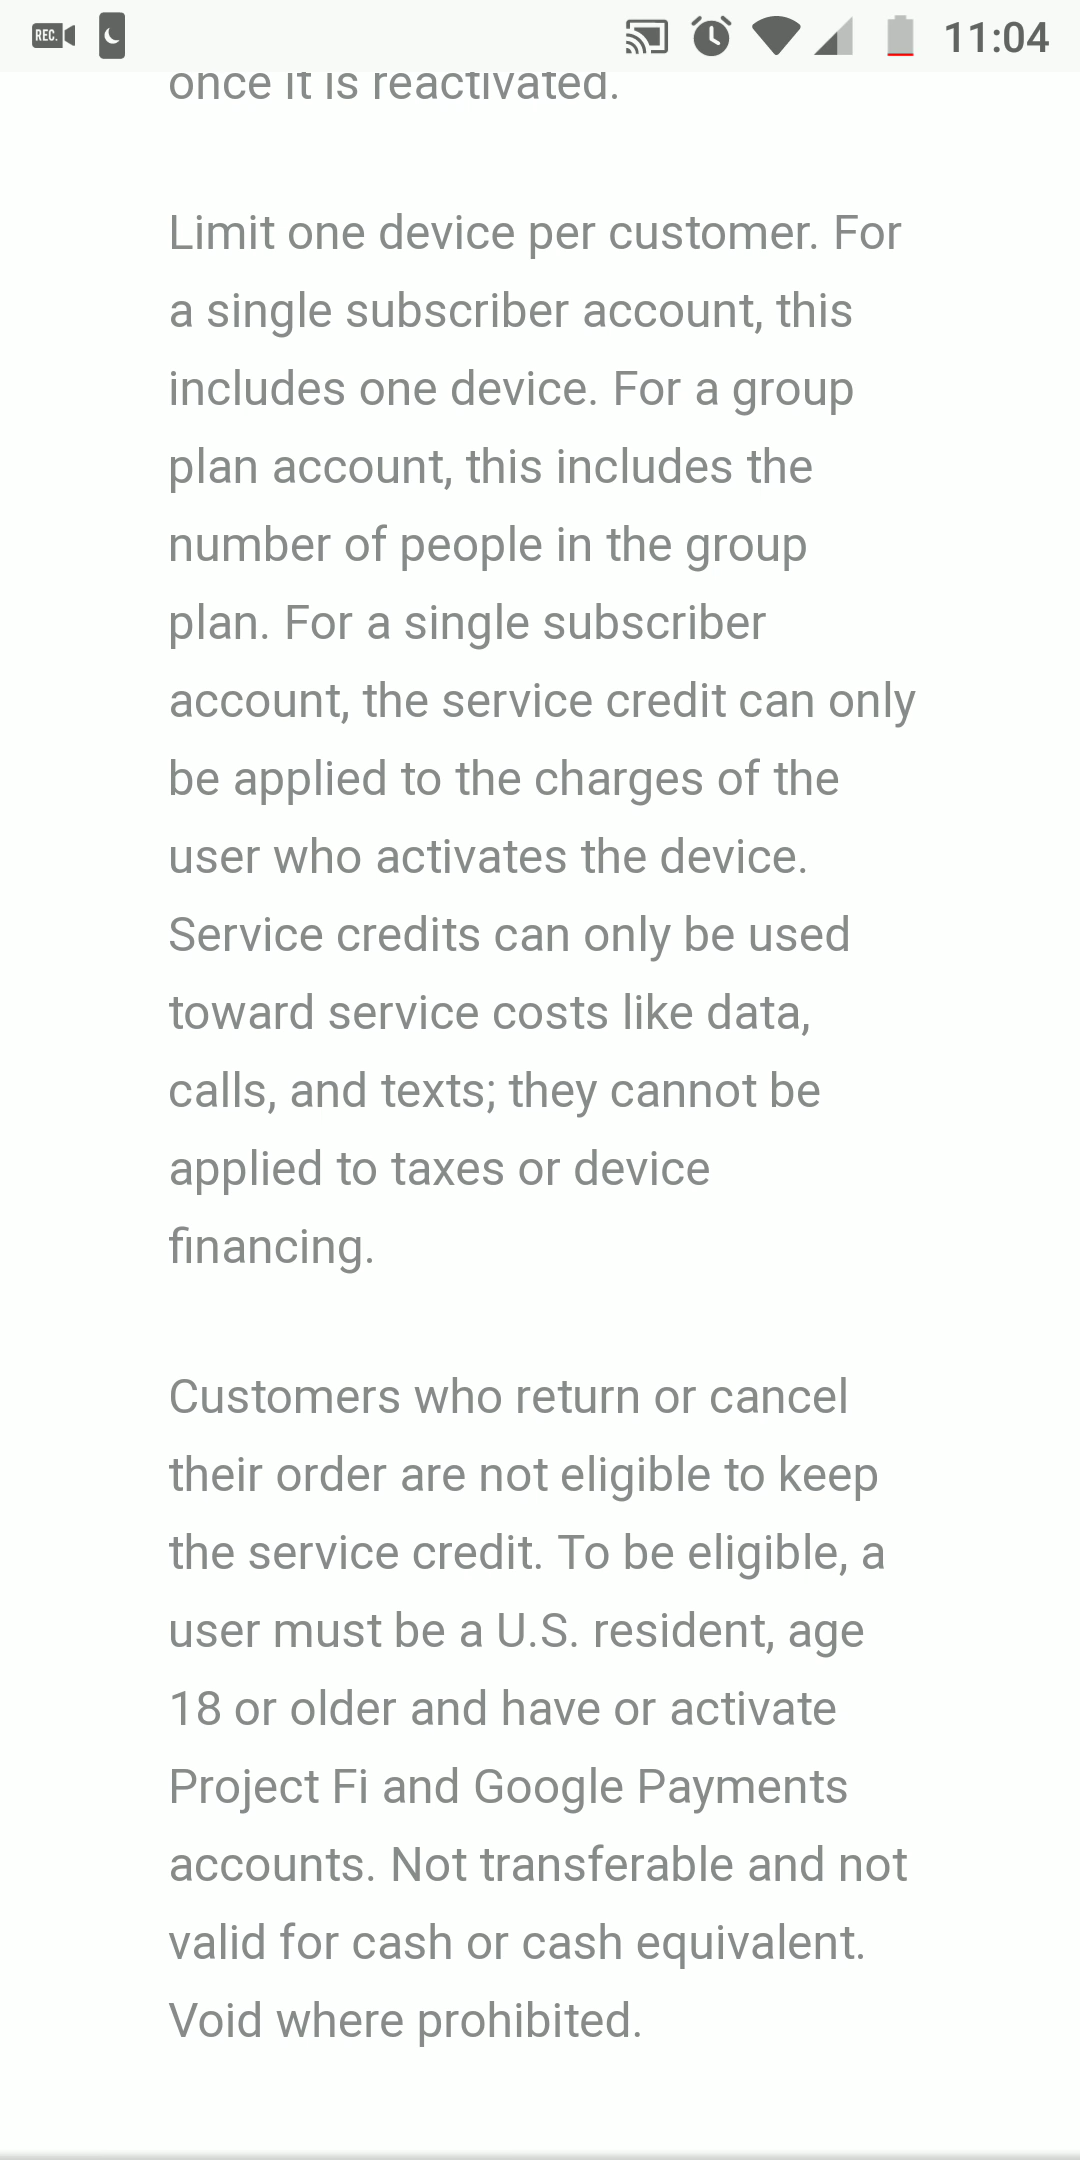 REC.
11:04
once it is reactivated.
Limit one device per customer. For
a single subscriber account, this
includes one device. For a group
plan account, this includes the
number of people in the group
plan. For a single subscriber
account, the service credit can only
be applied to the charges of the
user who activates the device.
Service credits can only be used
toward service costs like data,
calls, and texts; they cannot be
applied to taxes or device
financing.
Customers who return or cancel
their order are not eligible to keep
the service credit. To be eligible, a
user must be a U.S. resident, age
18 or older and have or activate
Project Fi and Google Payments
accounts. Not transferable and not
valid for cash or cash equivalent.
Void where prohibited.